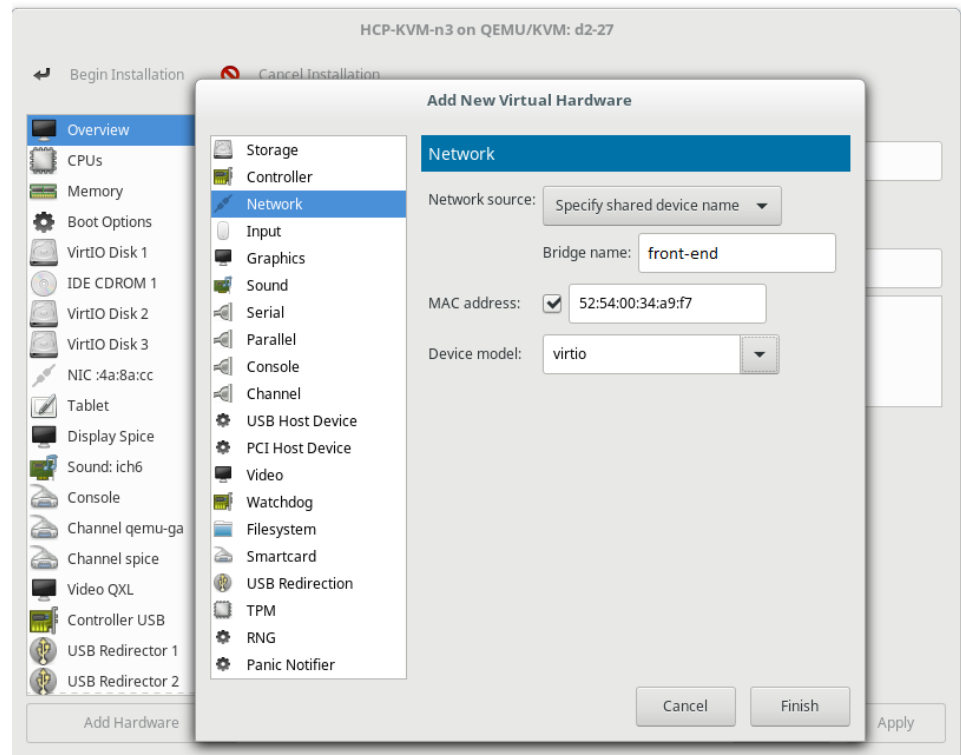 HCP-KVM-n3 on QEMU/KVM: d2-27
Begin Installation
Cancel Installation
Overview
CPUs
Memory
Boot Options
VirtIO Disk 1
IDE CDROM 1
VirtIO Disk 2
VirtIO Disk 3
NIC :4a:8a:cc
Tablet
Display Spice
Sound: ich6
Console
Channel qemu-ga
Channel spice
Video QXL
Controller USB
USB Redirector 1
USB Redirector 2
Add Hardware
Add New Virtual Hardware
Storage
Controller
Network
Input
Graphics
Sound
Serial
Parallel
Console
Channel
USB Host Device
PCI Host Device
Video
Watchdog
Filesystem
Smartcard
USB Redirection
TPM
RNG
Panic Notifier
Network
Network source: Specify shared device name
Bridge name: front-end
MAC address: 52:54:00:34:a9:f7
Device model: virtio
Cancel
Finish
Apply